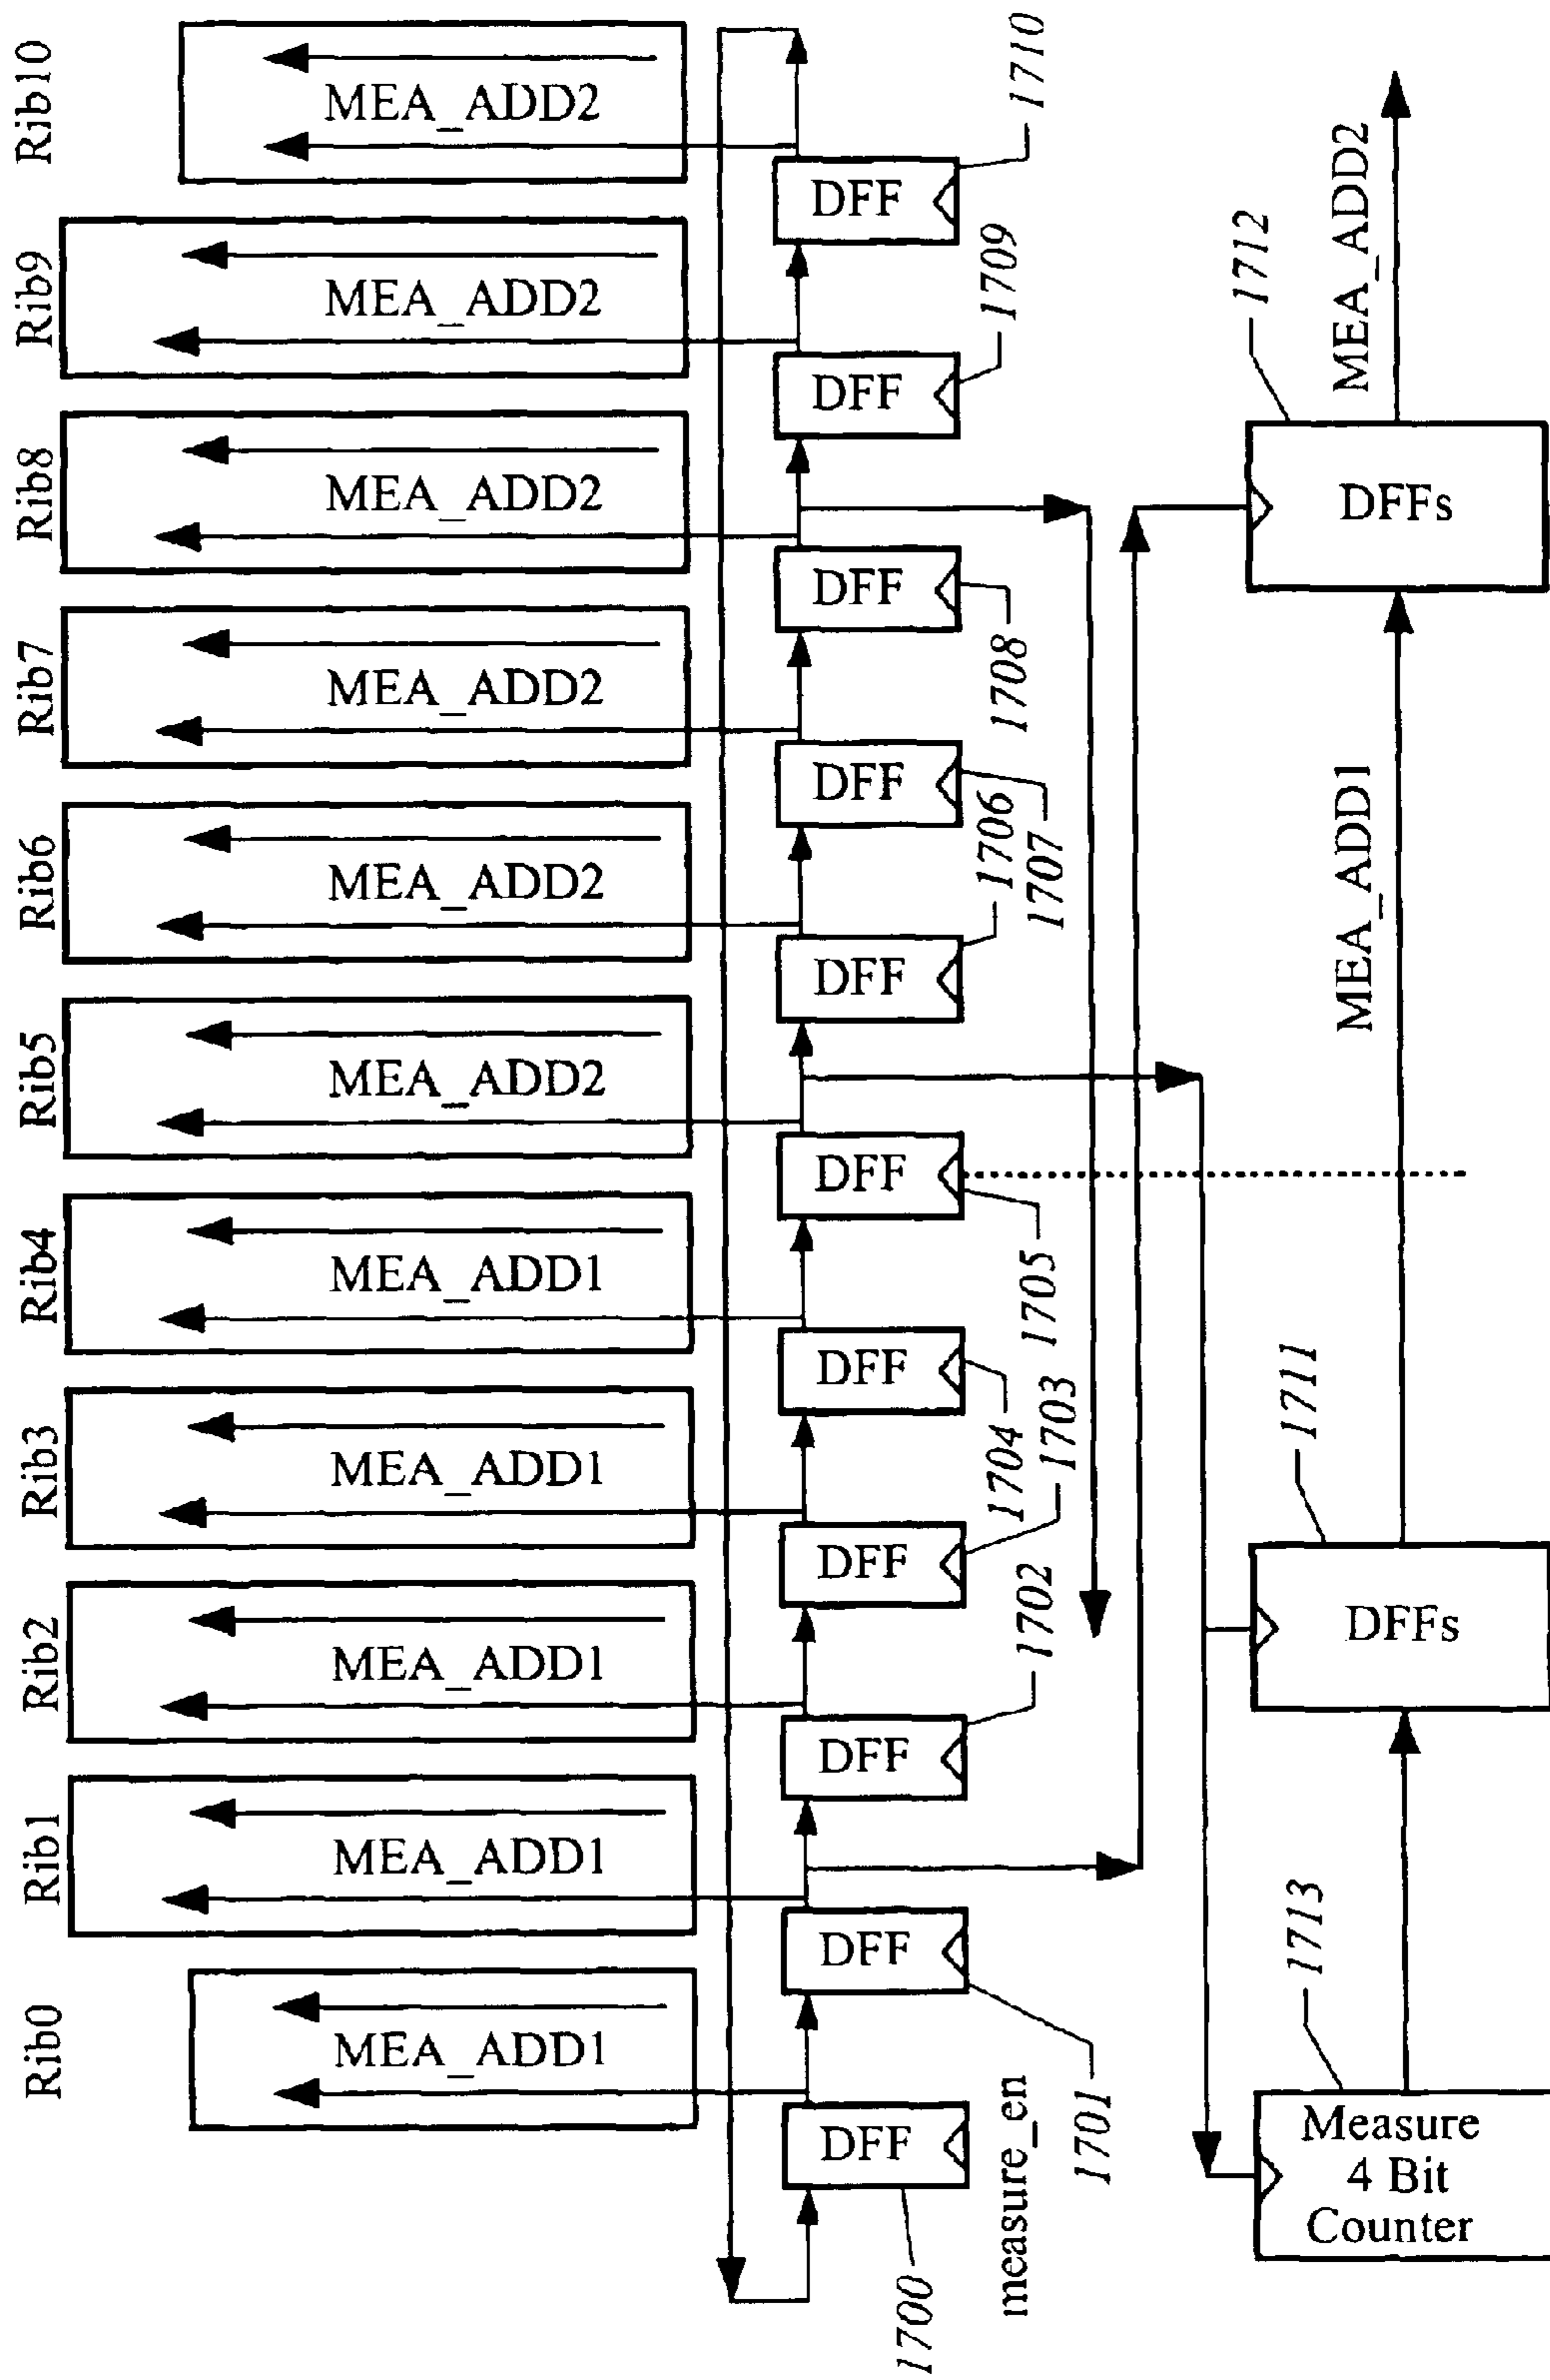 Rib0
Rib1
Rib2
Rib3
Rib4
Rib5
Rib6
Rib7
Rib8
Rib9
Rib10
MEA_ADD1
MEA_ADD1
MEA_ADD1
MEA_ADD1
MEA_ADD1
MEA_ADD2
MEA_ADD2
MEA_ADD2
MEA_ADD2
MEA_ADD2
MEA_ADD2
DFF
DFF
DFF
DFF
DFF
DFF
DFF
DFF
DFF
DFF
DFF
1700
measure_en
1701
1702
1703
1704
1705
1706
1707
1708
1709
1710
1713
1711
1712
Measure
4 Bit
Counter
DFFs
MEA_ADD1
DFFs
MEA_ADD2